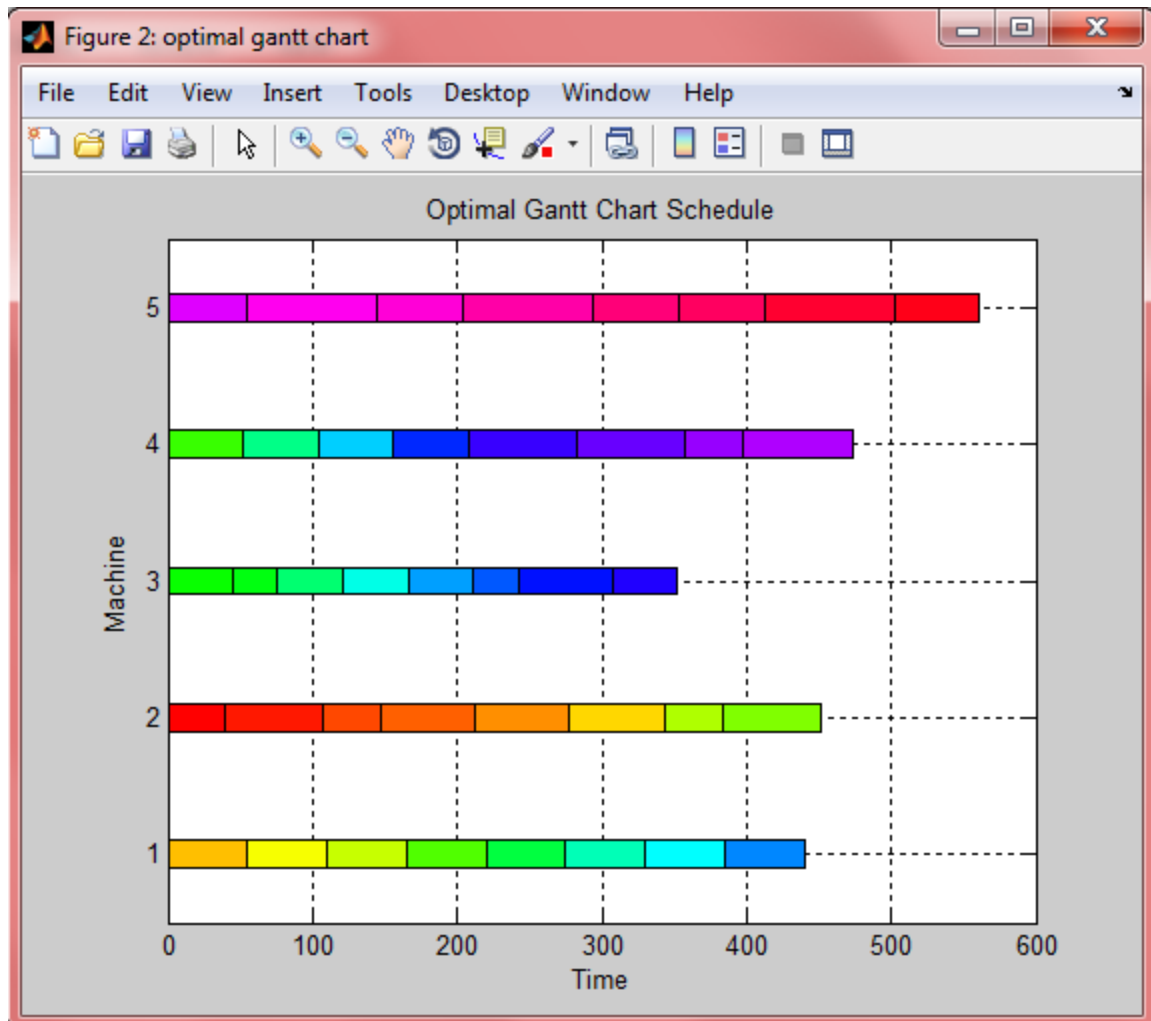 Figure 2: optimal gantt chart
File Edit View Insert Tools Desktop Window Help
Optimal Gantt Chart Schedule
5
4
3
2
1
Machine
0 100 200 300 400 500 600
Time